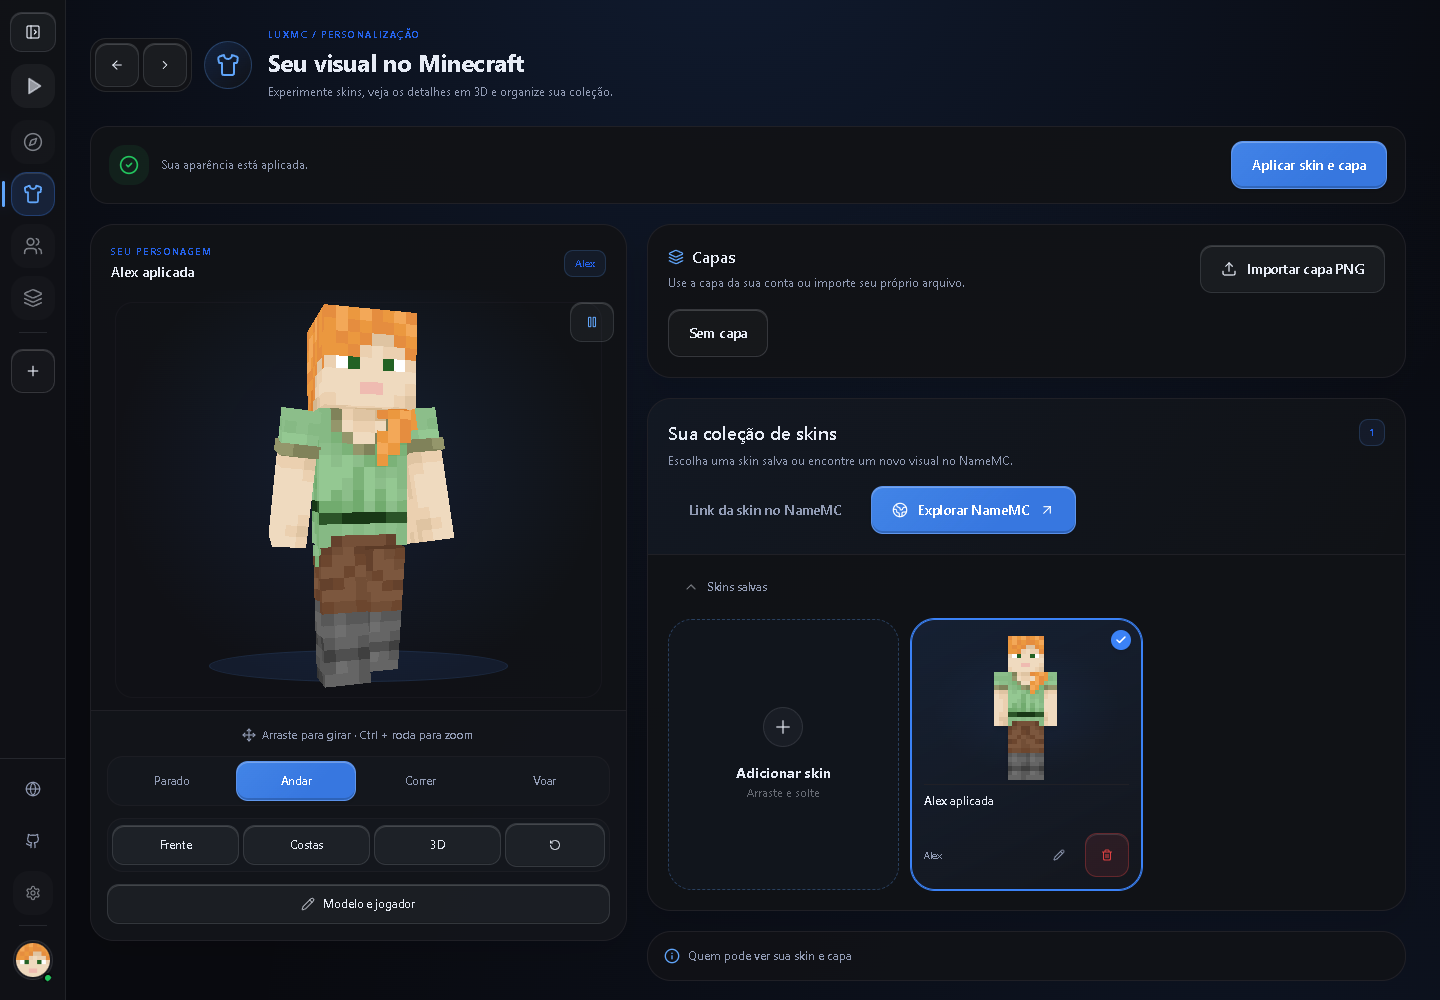 LUXMC / PERSONALIZAÇÃO
Seu visual no Minecraft
Experimente skins, veja os detalhes em 3D e organize sua coleção.
Sua aparência está aplicada.
Aplicar skin e capa
SEU PERSONAGEM
Alex aplicada
Alex
Arraste para girar · Ctrl + roda para zoom
Parado
Andar
Correr
Voar
Frente
Costas
3D
Modelo e jogador
Capas
Use a capa da sua conta ou importe seu próprio arquivo.
Importar capa PNG
Sem capa
Sua coleção de skins
1
Escolha uma skin salva ou encontre um novo visual no NameMC.
Link da skin no NameMC
Explorar NameMC
Skins salvas
Adicionar skin
Arraste e solte
Alex aplicada
Alex
Quem pode ver sua skin e capa